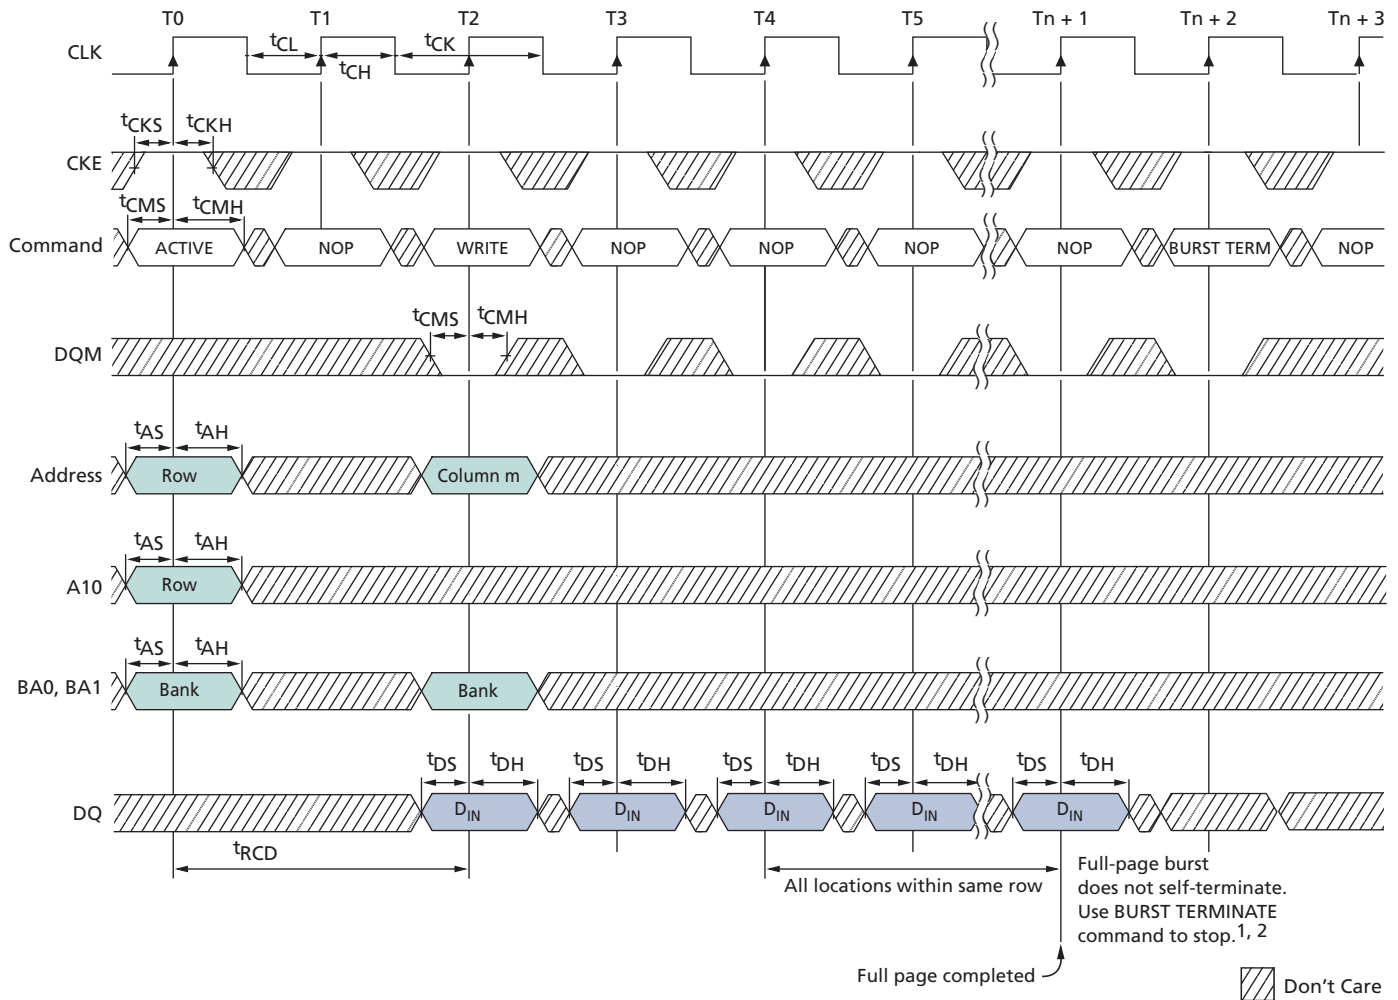 T0 T1 T2 T3 T4 T5 Tn + 1 Tn + 2 Tn + 3
CLK
tCL tCH tCK
tCKS tCKH
CKE
tCMS tCMH
Command ACTIVE NOP WRITE NOP NOP NOP NOP BURST TERM NOP
tCMS tCMH
DQM
tAS tAH
Address Row Column m
tAS tAH
A10 Row
tAS tAH
BA0, BA1 Bank Bank
tDS tDH tDS tDH tDS tDH tDS tDH tDS tDH
DQ DIN DIN DIN DIN DIN
tRCD
All locations within same row
Full-page burst
does not self-terminate.
Use BURST TERMINATE
command to stop.1, 2
Full page completed
Don't Care